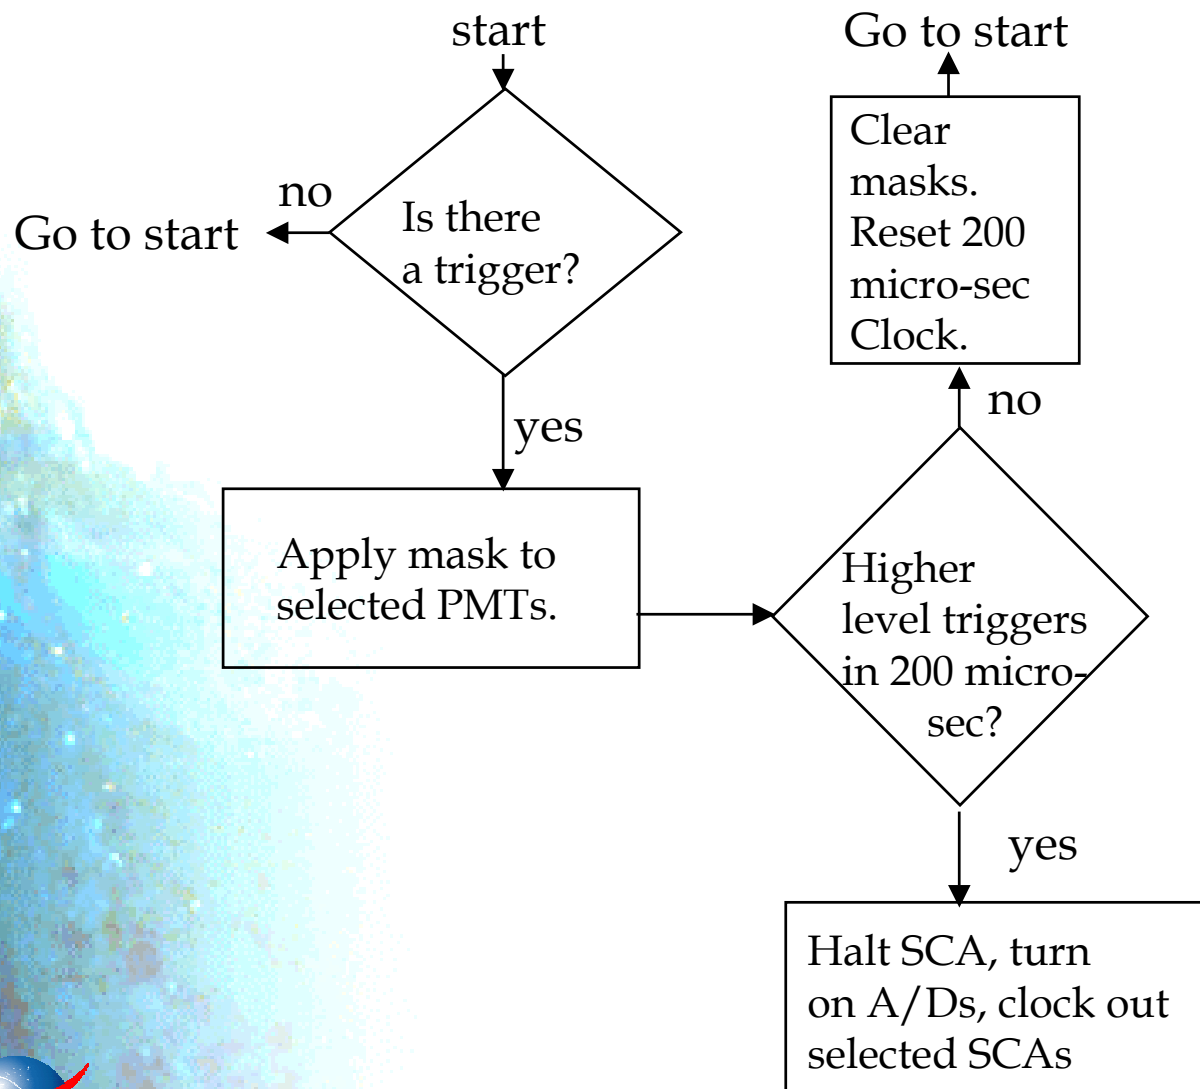 start
no
Go to start
Is there
a trigger?
yes
Apply mask to
selected PMTs.
Higher
level triggers
in 200 micro-
sec?
no
Clear
masks.
Reset 200
micro-sec
Clock.
Go to start
yes
Halt SCA, turn
on A/Ds, clock out
selected SCAs